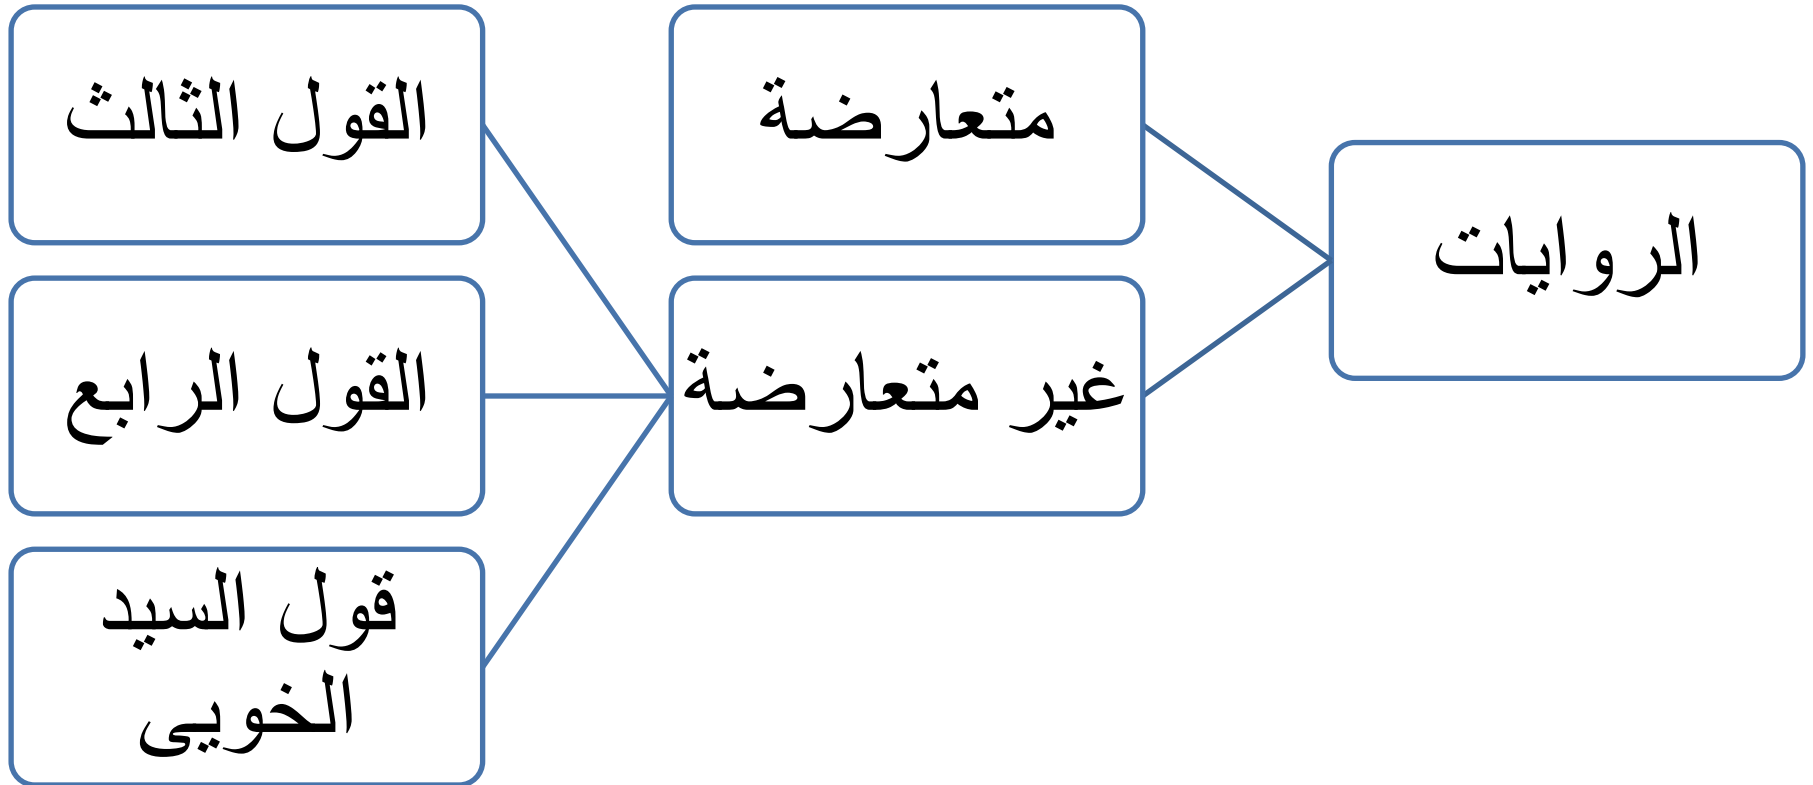 الروايات
متعارضة
غير متعارضة
القول الثالث
القول الرابع
قول السيد
الخويى